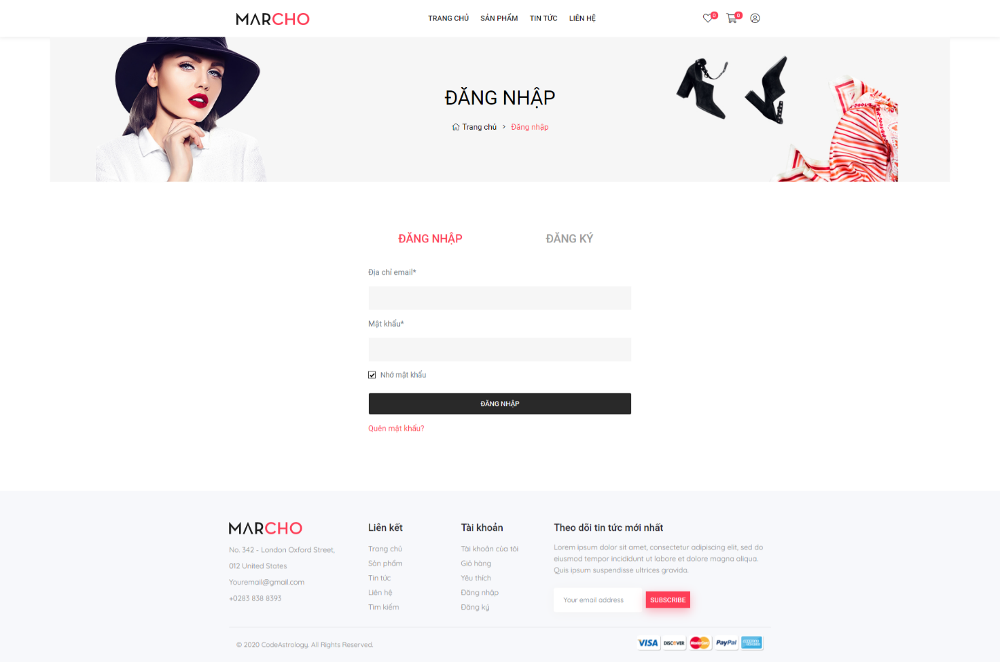 MARCHO
TRANG CHỦ
SẢN PHẨM
TIN TỨC
LIÊN HỆ
0
0
ĐĂNG NHẬP
Trang chủ > Đăng nhập
ĐĂNG NHẬP
ĐĂNG KÝ
Địa chỉ email*
Mật khẩu*
Nhớ mật khẩu
ĐĂNG NHẬP
Quên mật khẩu?
MARCHO
No. 342 - London Oxford Street,
012 United States
Youremail@gmail.com
+0283 838 8393
Liên kết
Trang chủ
Sản phẩm
Tin tức
Liên hệ
Tìm kiếm
Tài khoản
Tài khoản của tôi
Giỏ hàng
Yêu thích
Đăng nhập
Đăng ký
Theo dõi tin tức mới nhất
Lorem ipsum dolor sit amet, consectetur adipiscing elit, sed do
eiusmod tempor incididunt ut labore et dolore magna aliqua.
Quis ipsum suspendisse ultrices gravida.
Your email address
SUBSCRIBE
© 2020 CodeAstrology. All Rights Reserved.
VISA
DISCOVER
MasterCard
PayPal